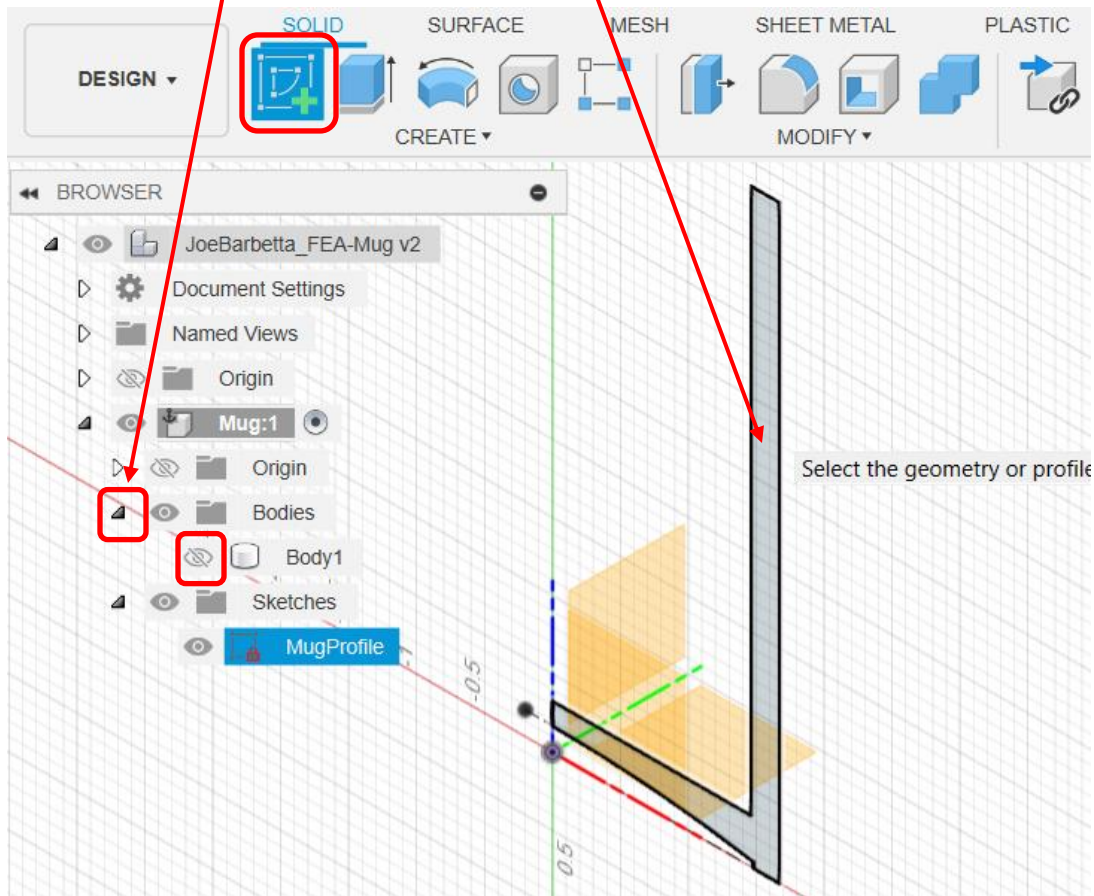 SOLID SURFACE MESH SHEET METAL PLASTIC
DESIGN ▾
CREATE ▾ MODIFY ▾
BROWSER
JoeBarbetta_FEA-Mug v2
Document Settings
Named Views
Origin
Mug:1
Origin
Select the geometry or profile
Bodies
Body1
Sketches
MugProfile
-0.5
0.5